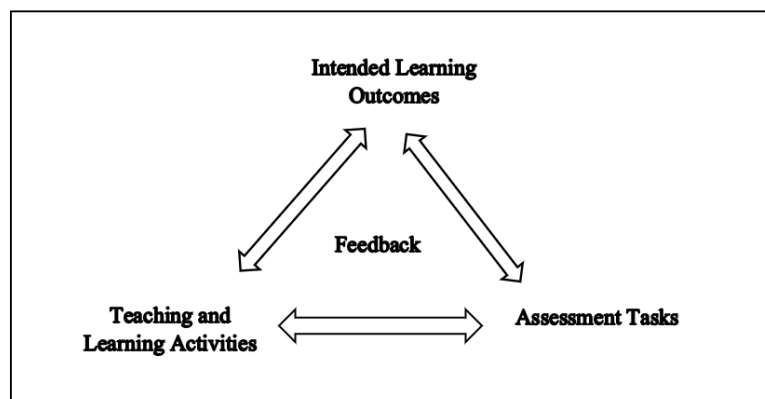 Intended Learning
Outcomes
Feedback
Teaching and
Learning Activities
Assessment Tasks